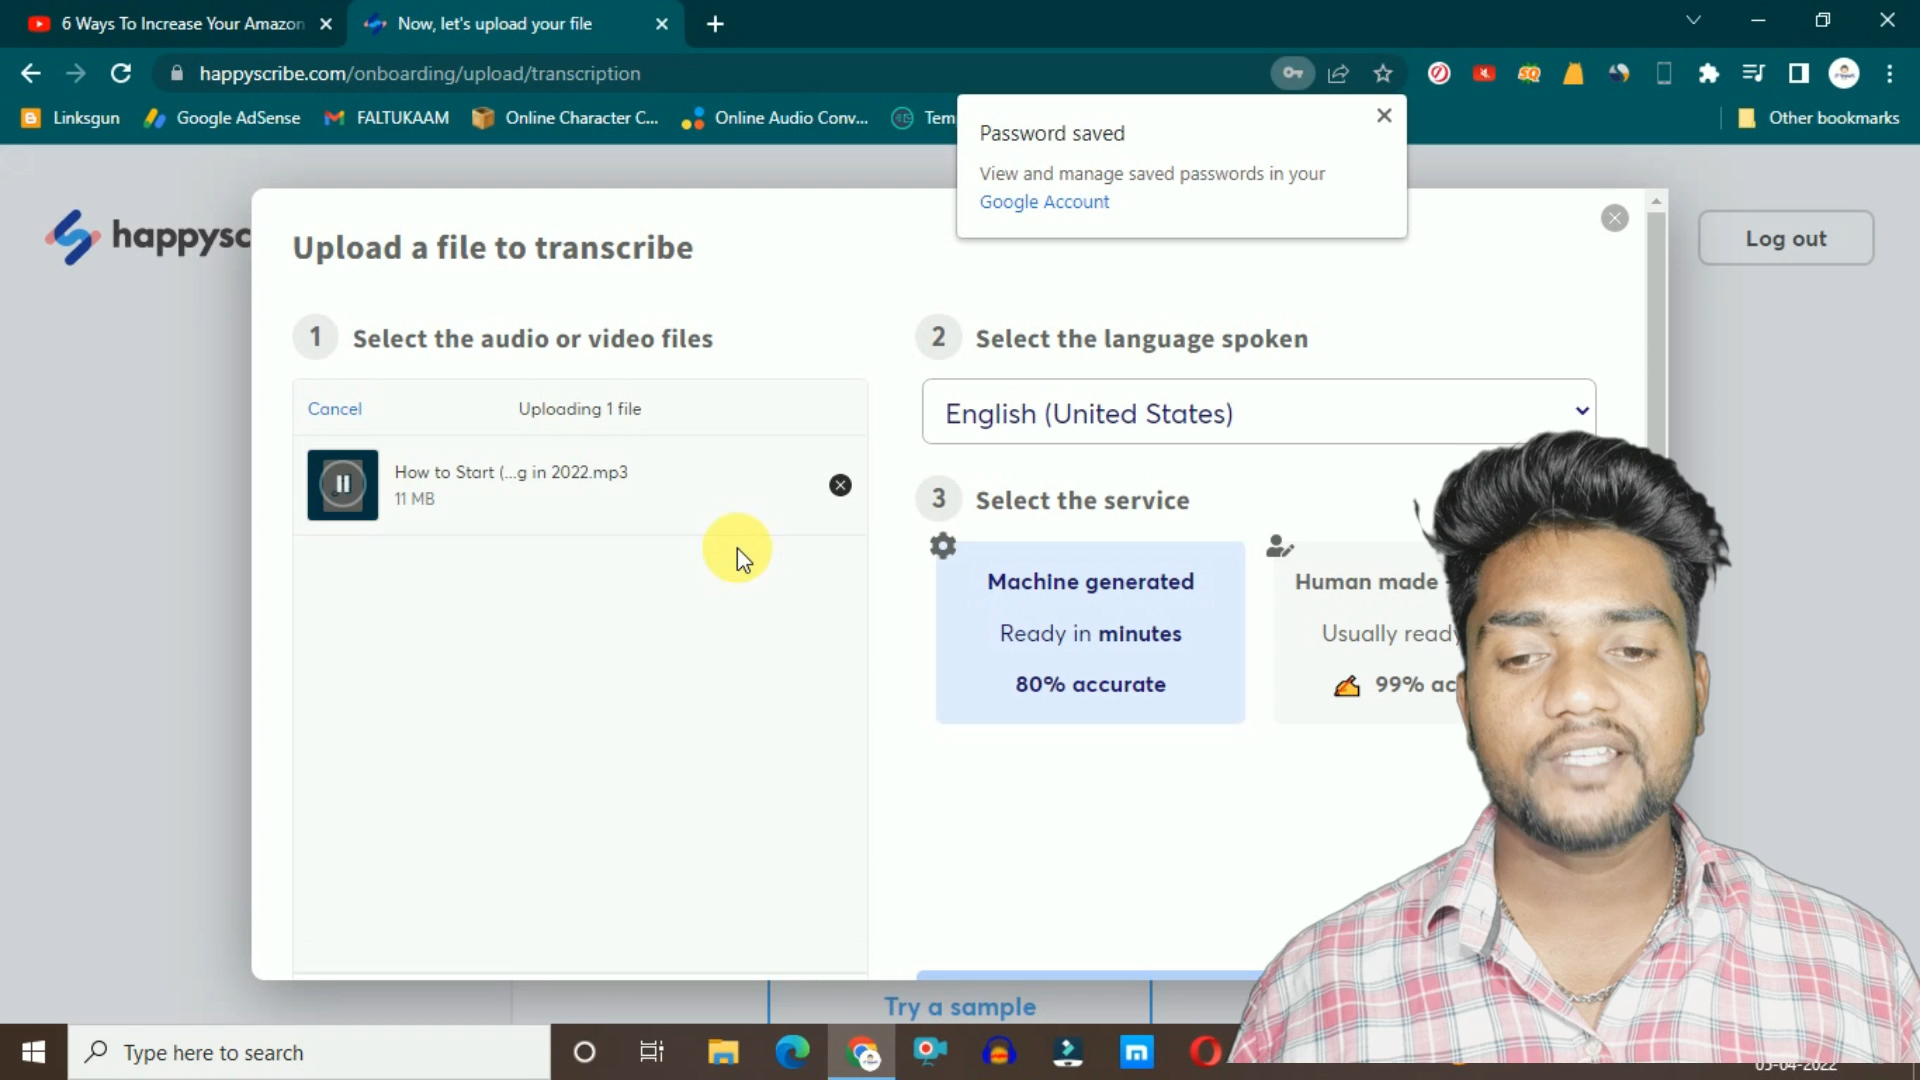 6 Ways To Increase Your Amazon
Now, let's upload your file
happyscribe.com/onboarding/upload/transcription
Linksgun
Google AdSense
FALTUKAAM
Online Character C...
Online Audio Conv...
Tem
Other bookmarks
Password saved
View and manage saved passwords in your
Google Account
happysc
Log out
Upload a file to transcribe
1 Select the audio or video files
2 Select the language spoken
Cancel
Uploading 1 file
English (United States)
How to Start (...g in 2022.mp3
11 MB
3 Select the service
Machine generated
Ready in minutes
80% accurate
Human made
Usually ready
99% ac
Try a sample
Type here to search
05-04-2022